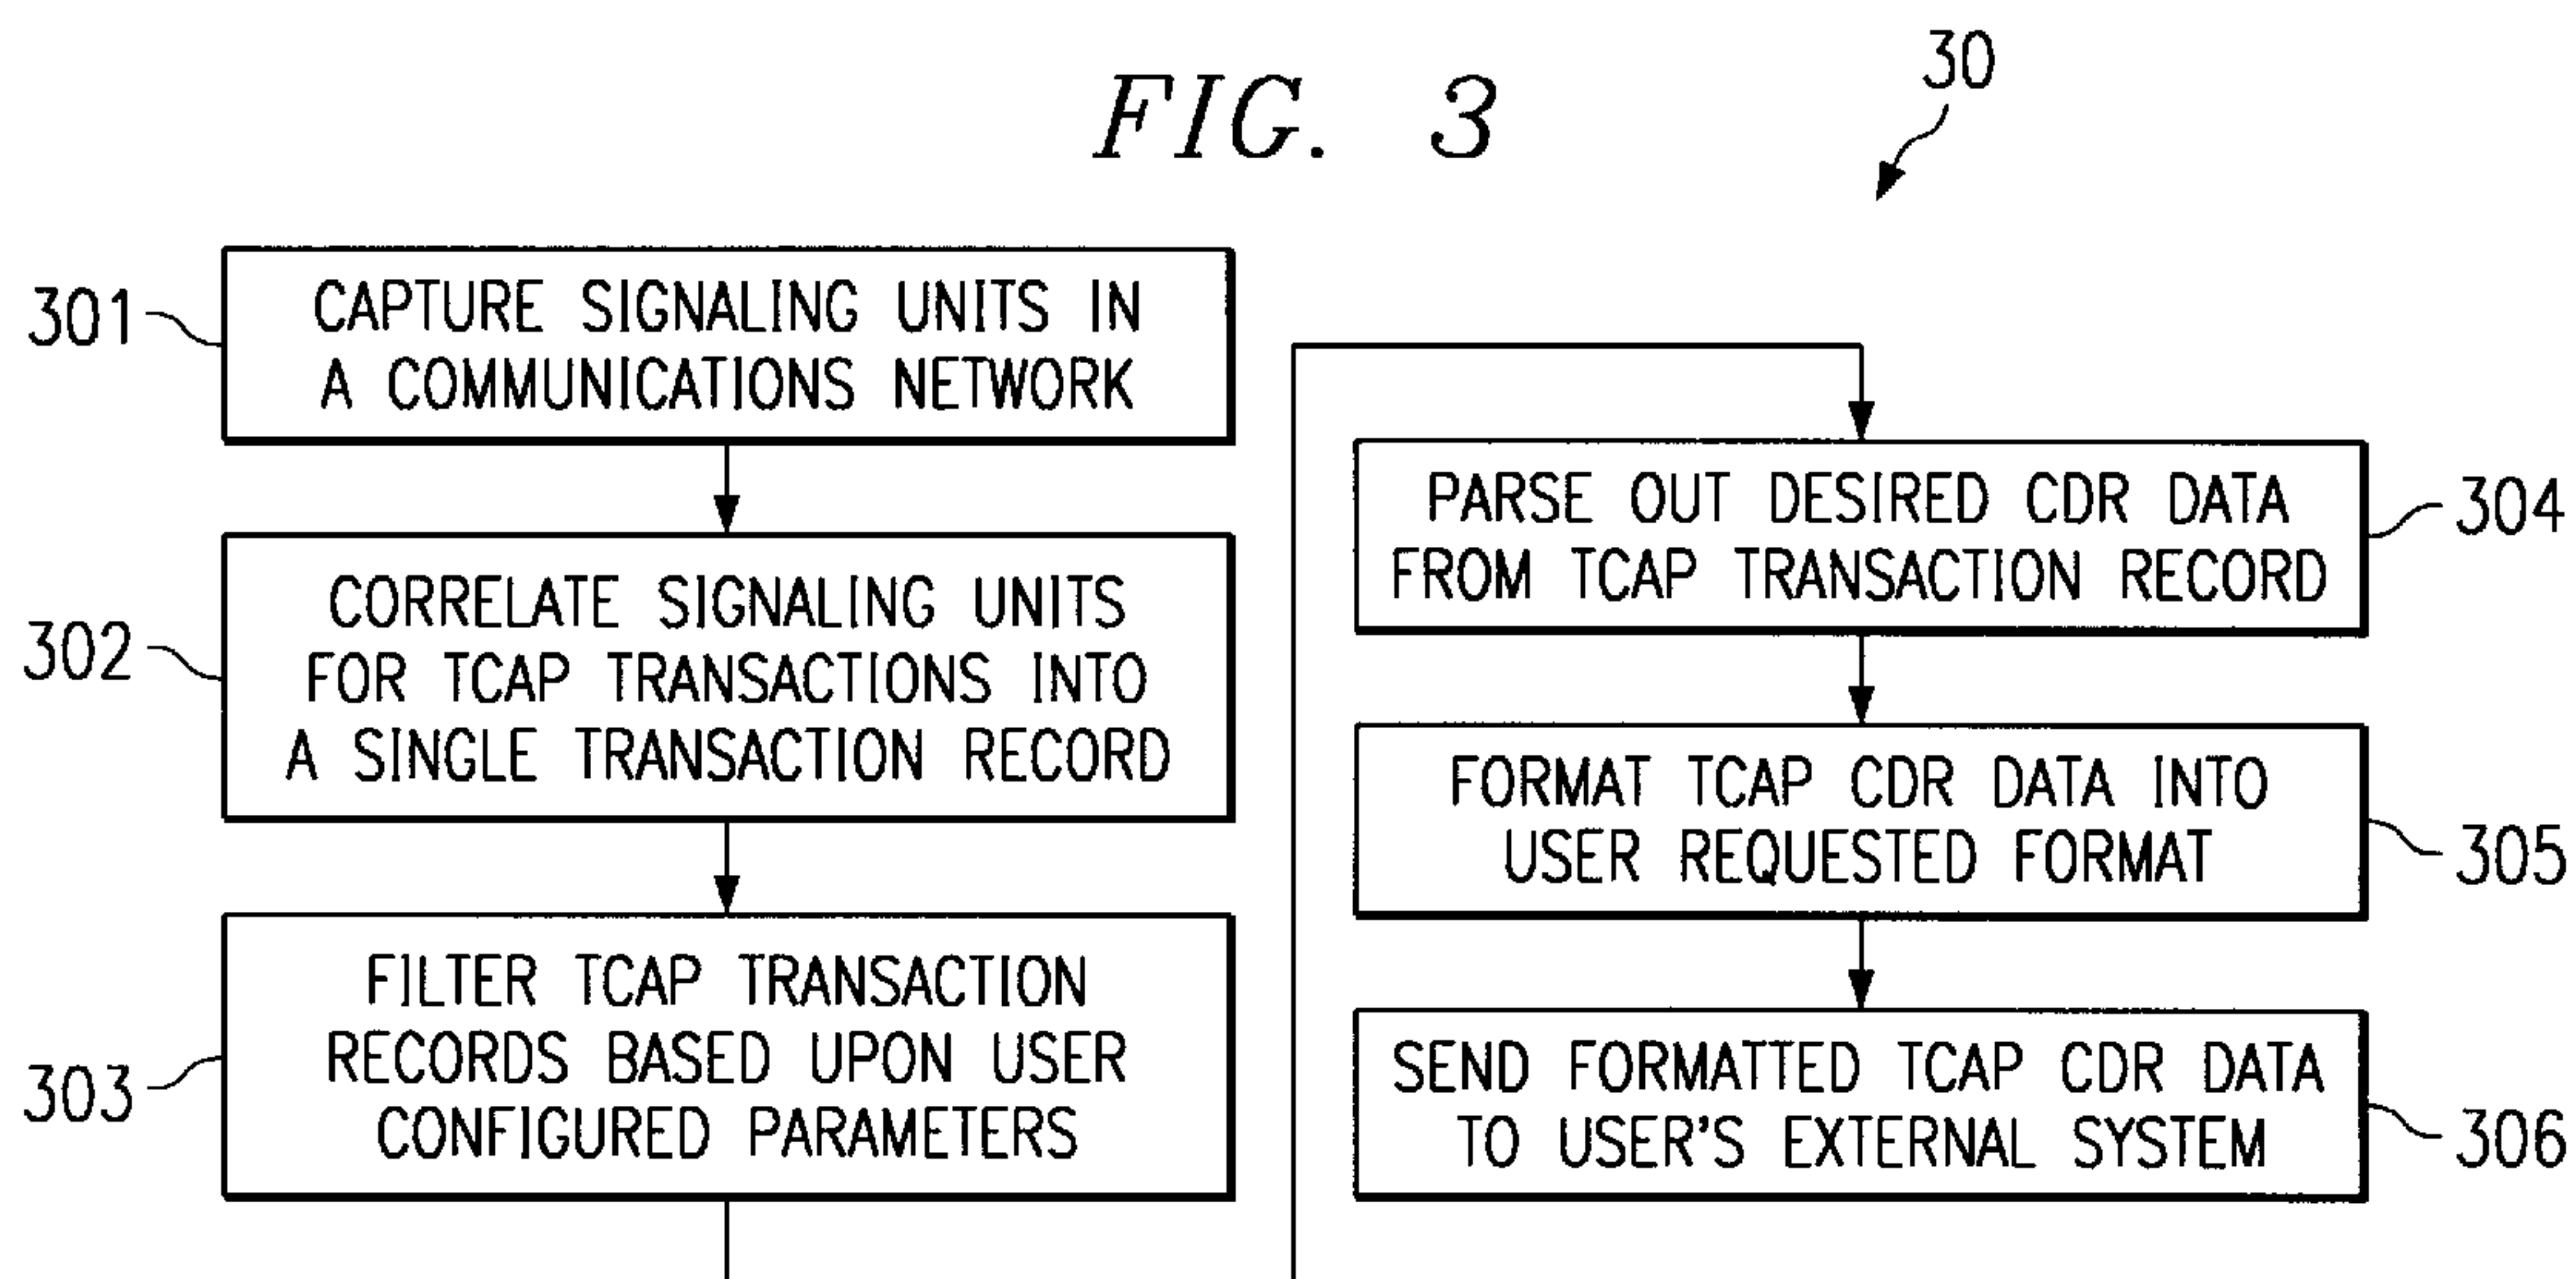 FIG. 3
30
301
CAPTURE SIGNALING UNITS IN
A COMMUNICATIONS NETWORK
302
CORRELATE SIGNALING UNITS
FOR TCAP TRANSACTIONS INTO
A SINGLE TRANSACTION RECORD
303
FILTER TCAP TRANSACTION
RECORDS BASED UPON USER
CONFIGURED PARAMETERS
PARSE OUT DESIRED CDR DATA
FROM TCAP TRANSACTION RECORD
304
FORMAT TCAP CDR DATA INTO
USER REQUESTED FORMAT
305
SEND FORMATTED TCAP CDR DATA
TO USER'S EXTERNAL SYSTEM
306